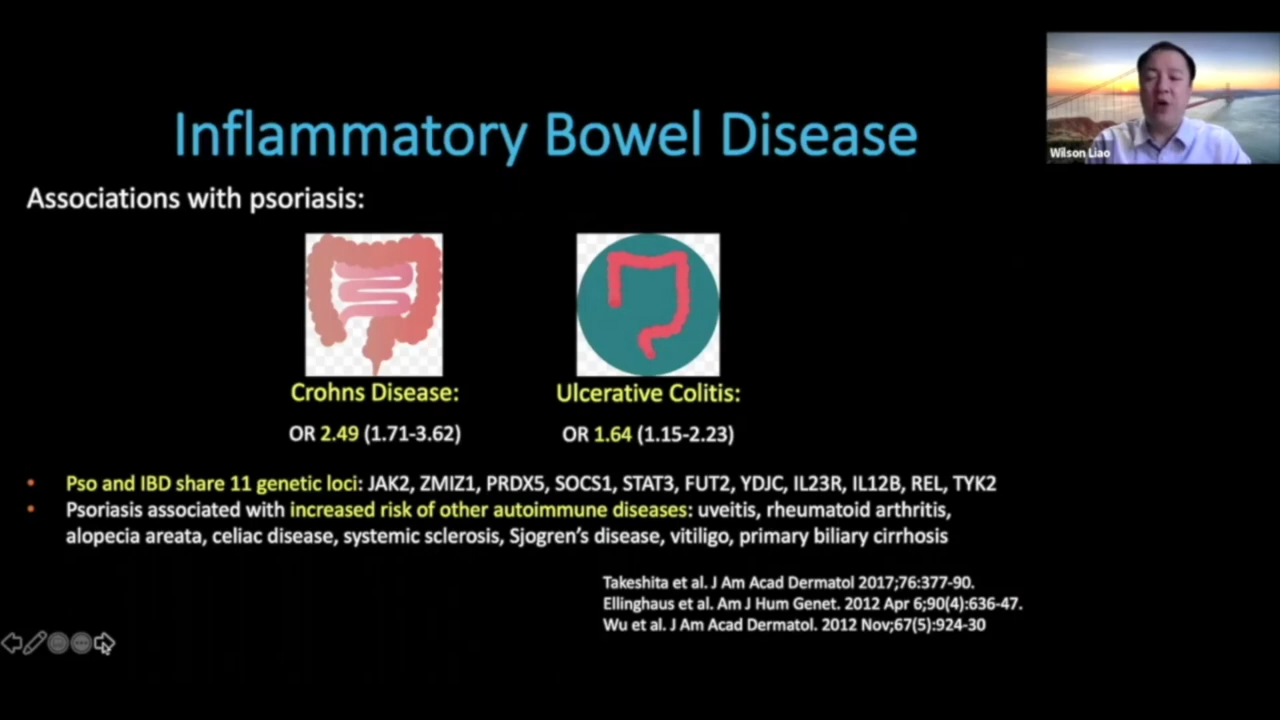 Inflammatory Bowel Disease
Wilson Liao
Associations with psoriasis:
Crohns Disease:
OR 2.49 (1.71-3.62)
Ulcerative Colitis:
OR 1.64 (1.15-2.23)
• Pso and IBD share 11 genetic loci: JAK2, ZMIZ1, PRDX5, SOCS1, STAT3, FUT2, YDJC, IL23R, IL12B, REL, TYK2
• Psoriasis associated with increased risk of other autoimmune diseases: uveitis, rheumatoid arthritis,
alopecia areata, celiac disease, systemic sclerosis, Sjogren’s disease, vitiligo, primary biliary cirrhosis
Takeshita et al. J Am Acad Dermatol 2017;76:377-90.
Ellinghaus et al. Am J Hum Genet. 2012 Apr 6;90(4):636-47.
Wu et al. J Am Acad Dermatol. 2012 Nov;67(5):924-30